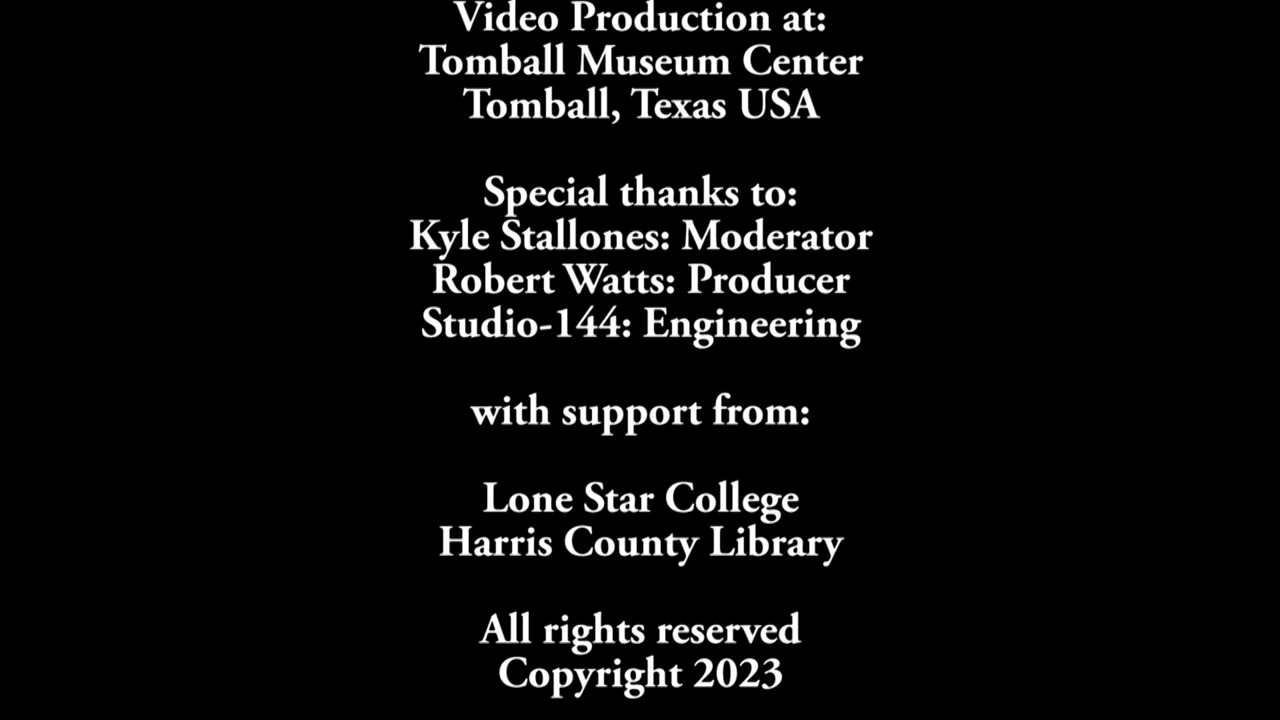 Video Production at:
Tomball Museum Center
Tomball, Texas USA
Special thanks to:
Kyle Stallones: Moderator
Robert Watts: Producer
Studio-144: Engineering
with support from:
Lone Star College
Harris County Library
All rights reserved
Copyright 2023